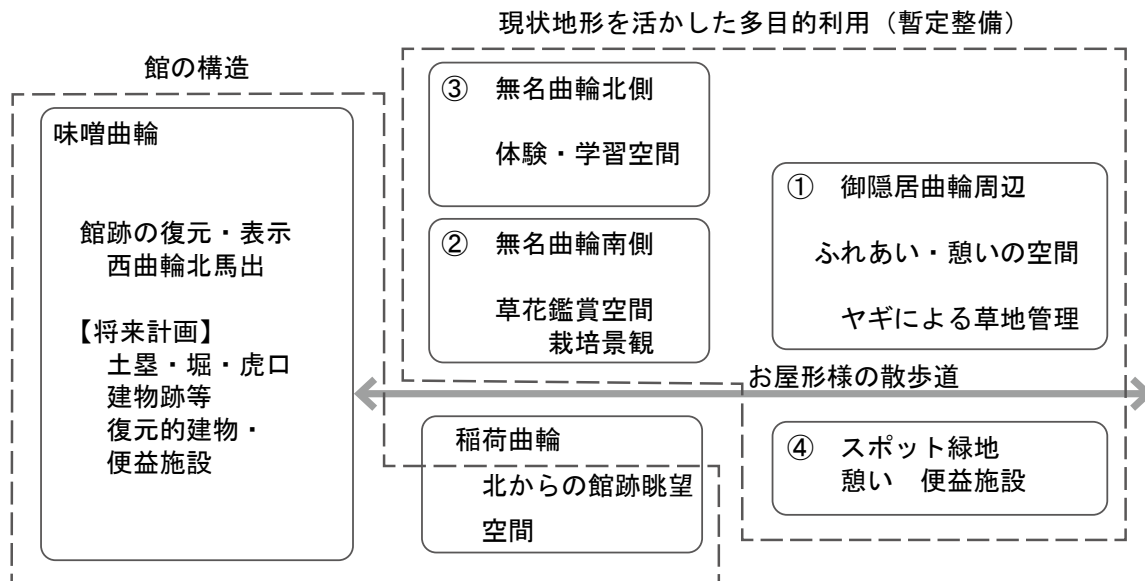 現状地形を活かした多目的利用（暫定整備）
館の構造
味噌曲輪
館跡の復元・表示
西曲輪北馬出
【将来計画】
土塁・堀・虎口
建物跡等
復元的建物・
便益施設
③　無名曲輪北側
体験・学習空間
②　無名曲輪南側
草花鑑賞空間
栽培景観
①　御隠居曲輪周辺
ふれあい・憩いの空間
ヤギによる草地管理
お屋形様の散歩道
稲荷曲輪
北からの館跡眺望
空間
④　スポット緑地
憩い　便益施設